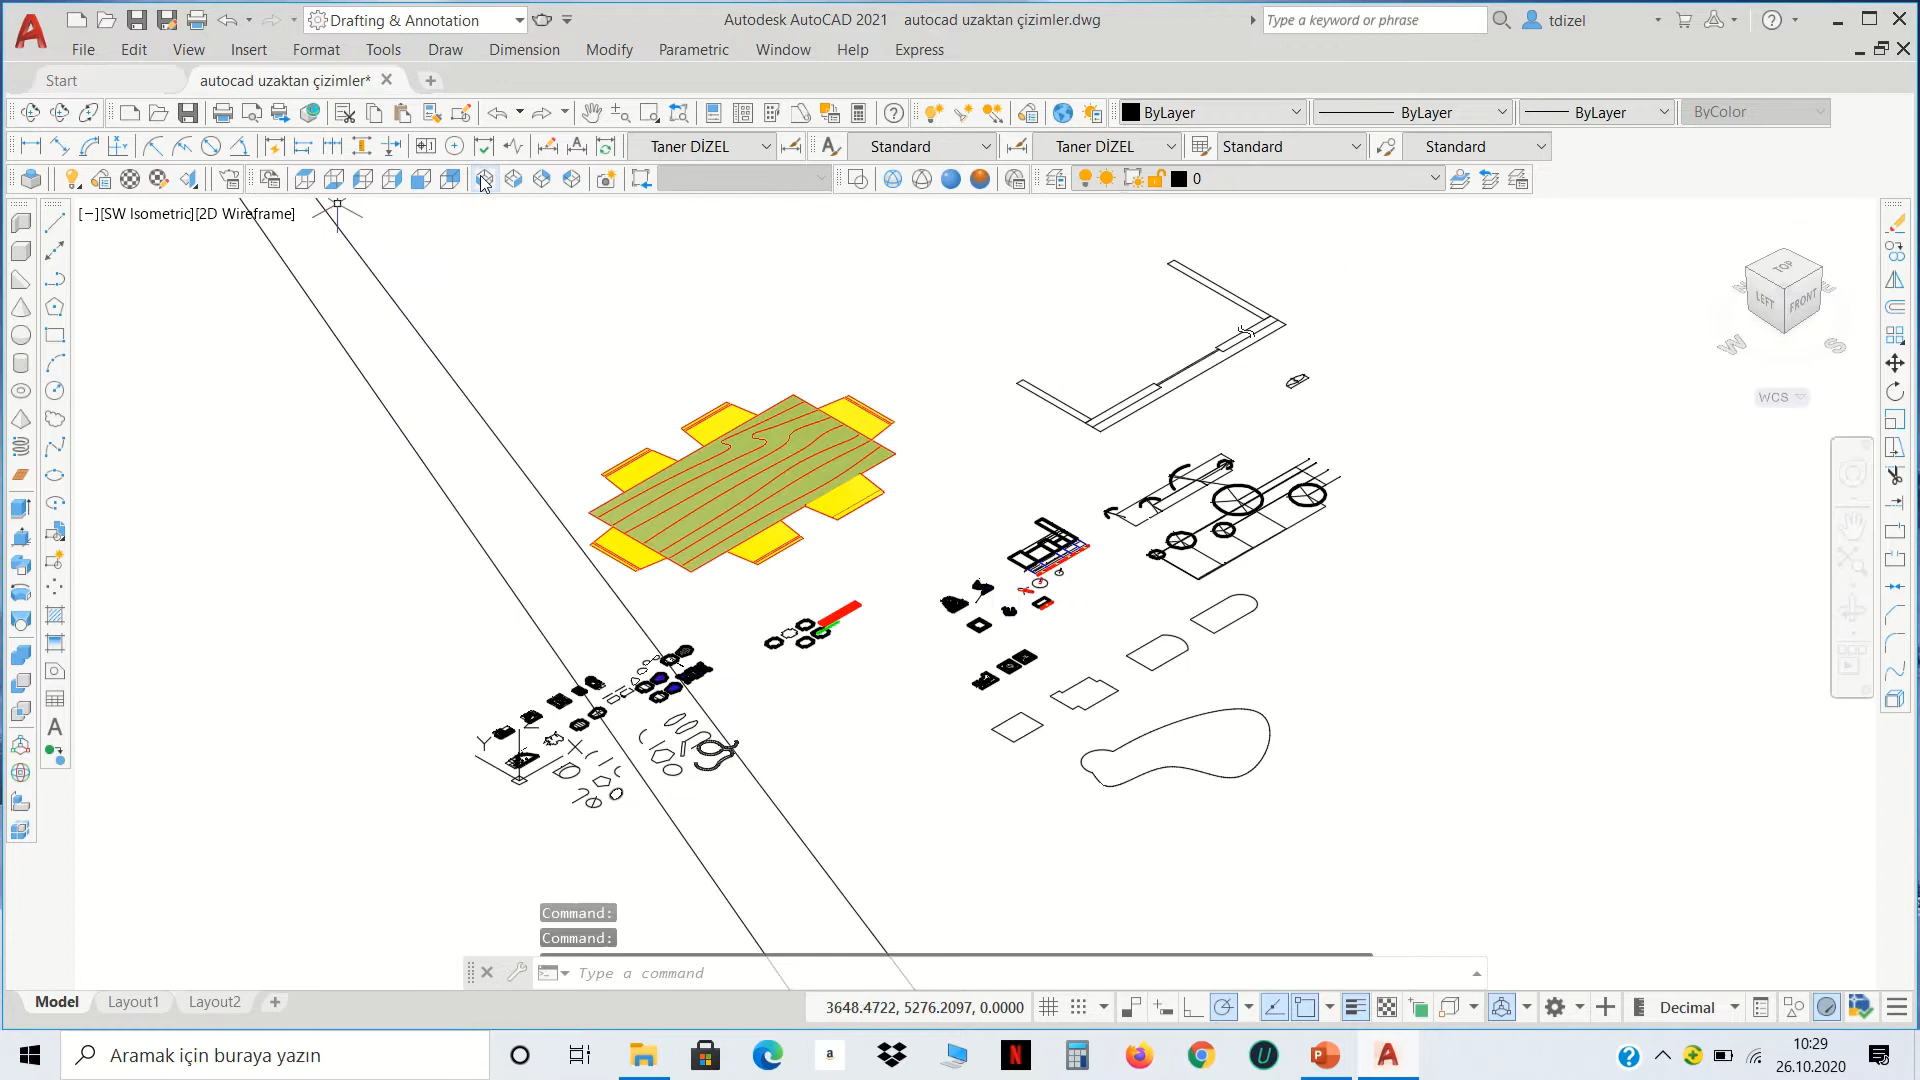 Drafting & Annotation
Autodesk AutoCAD 2021 autocad uzaktan çizimler.dwg
Type a keyword or phrase
tdizel
File Edit View Insert Format Tools Draw Dimension Modify Parametric Window Help Express
Start
autocad uzaktan çizimler*
ByLayer
ByLayer
ByLayer
ByColor
Taner DİZEL
Standard
Taner DİZEL
Standard
Standard
0
[−][SW Isometric][2D Wireframe]
TOP
LEFT
FRONT
W
S
WCS
Y
X
Command:
Command:
Type a command
Model Layout1 Layout2
3648.4722, 5276.2097, 0.0000
Decimal
Aramak için buraya yazın
10:29
26.10.2020